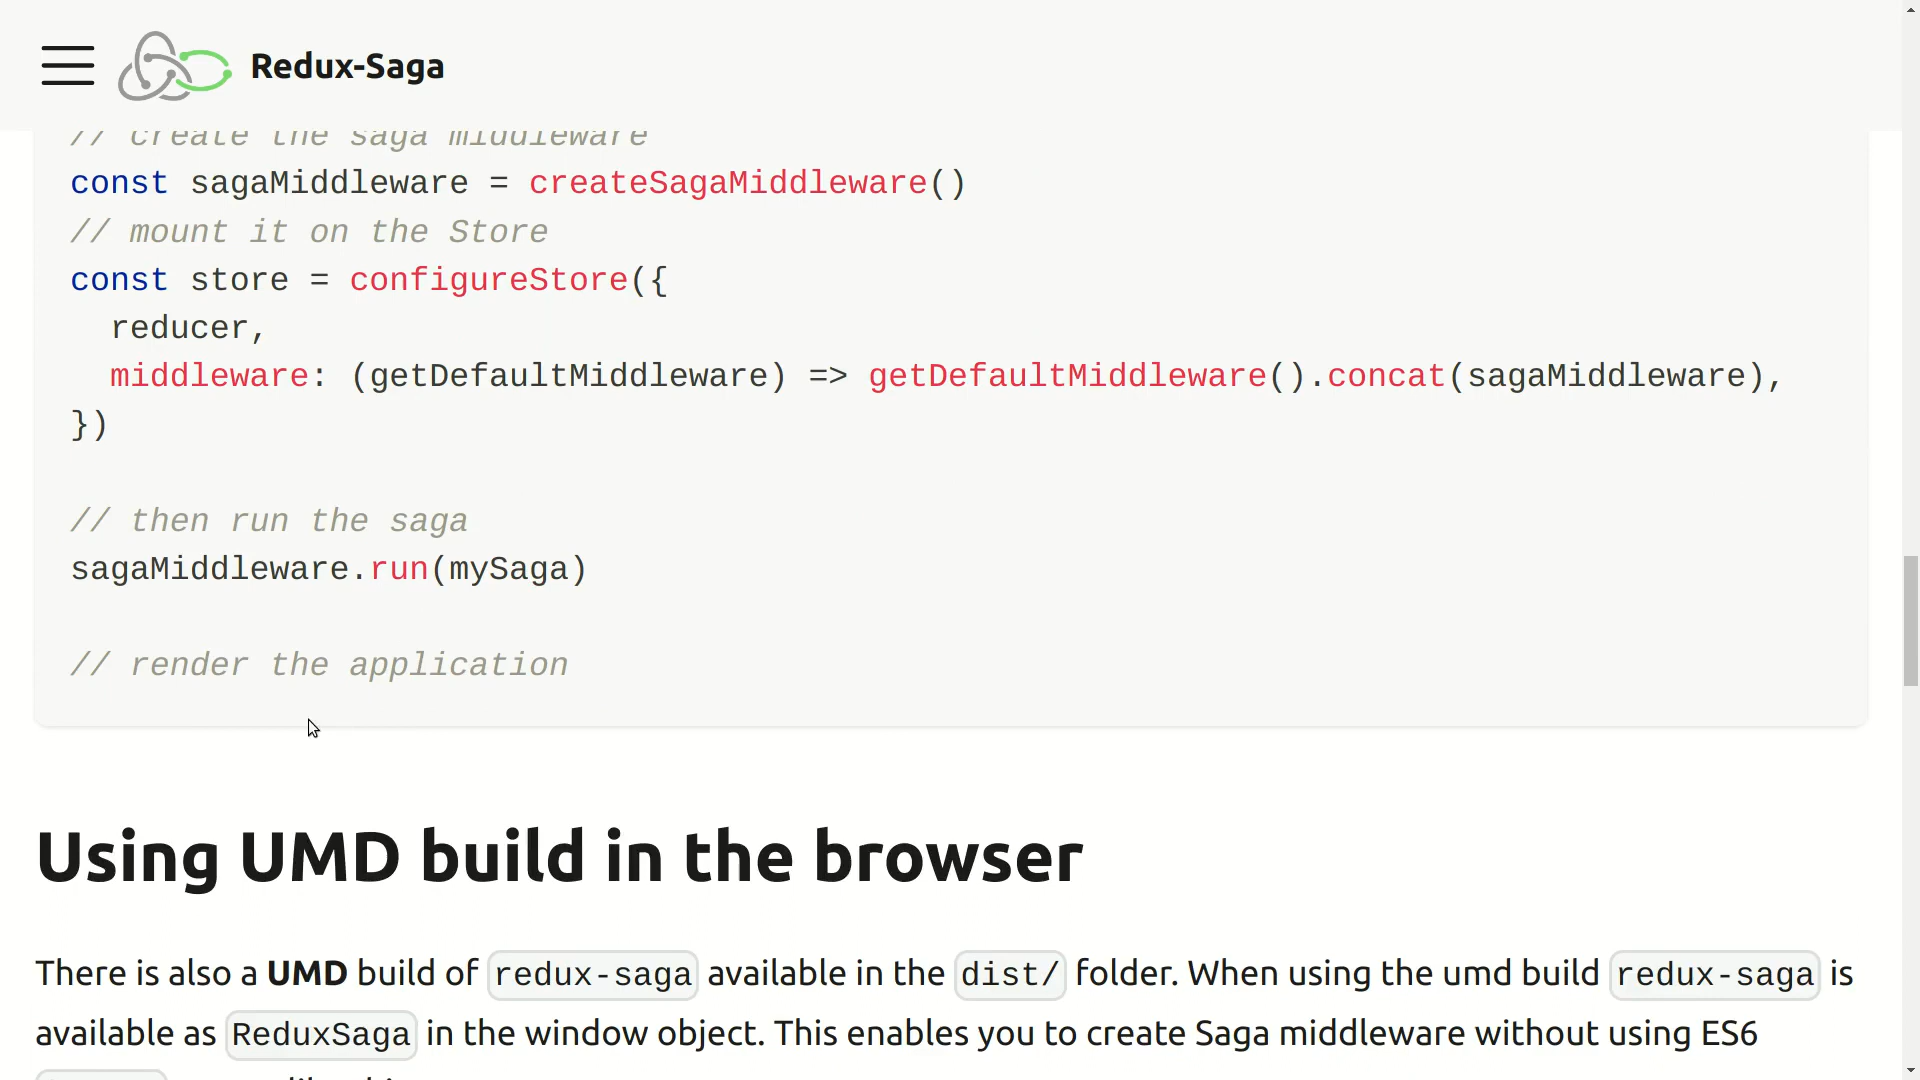 Redux-Saga
// create the saga middleware
const sagaMiddleware = createSagaMiddleware()
// mount it on the Store
const store = configureStore({
  reducer,
  middleware: (getDefaultMiddleware) => getDefaultMiddleware().concat(sagaMiddleware),
})
// then run the saga
sagaMiddleware.run(mySaga)
// render the application
Using UMD build in the browser
There is also a UMD build of redux-saga available in the dist/ folder. When using the umd build redux-saga is
available as ReduxSaga in the window object. This enables you to create Saga middleware without using ES6